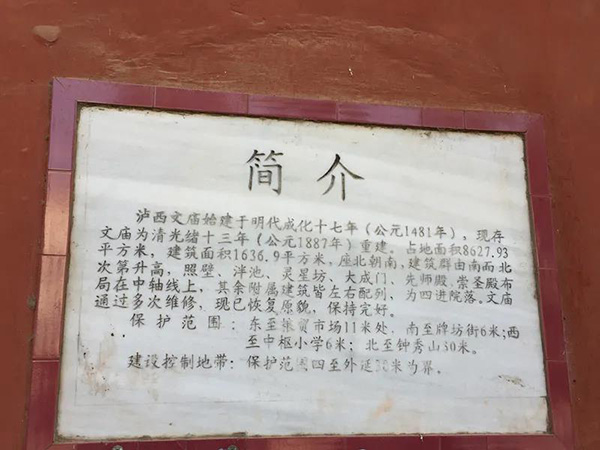 简介
泸西文庙始建于明代成化十七年（公元1481年），现存
文庙为清光绪十三年（公元1887年）重建。占地面积8627.93
平方米，建筑面积1636.9平方米。座北朝南，建筑群由南而北
次第升高，照壁、泮池、灵星坊、大成门、先师殿、崇圣殿布
局在中轴线上，其余附属建筑皆左右配列，为四进院落。文庙
通过多次维修，现已恢复原貌，保持完好。
保护范围：东至 贸市场11米处，南至牌坊街6米；西
至中枢小学6米；北至钟秀山30米。
建设控制地带：保护范围四至外延 米为界。